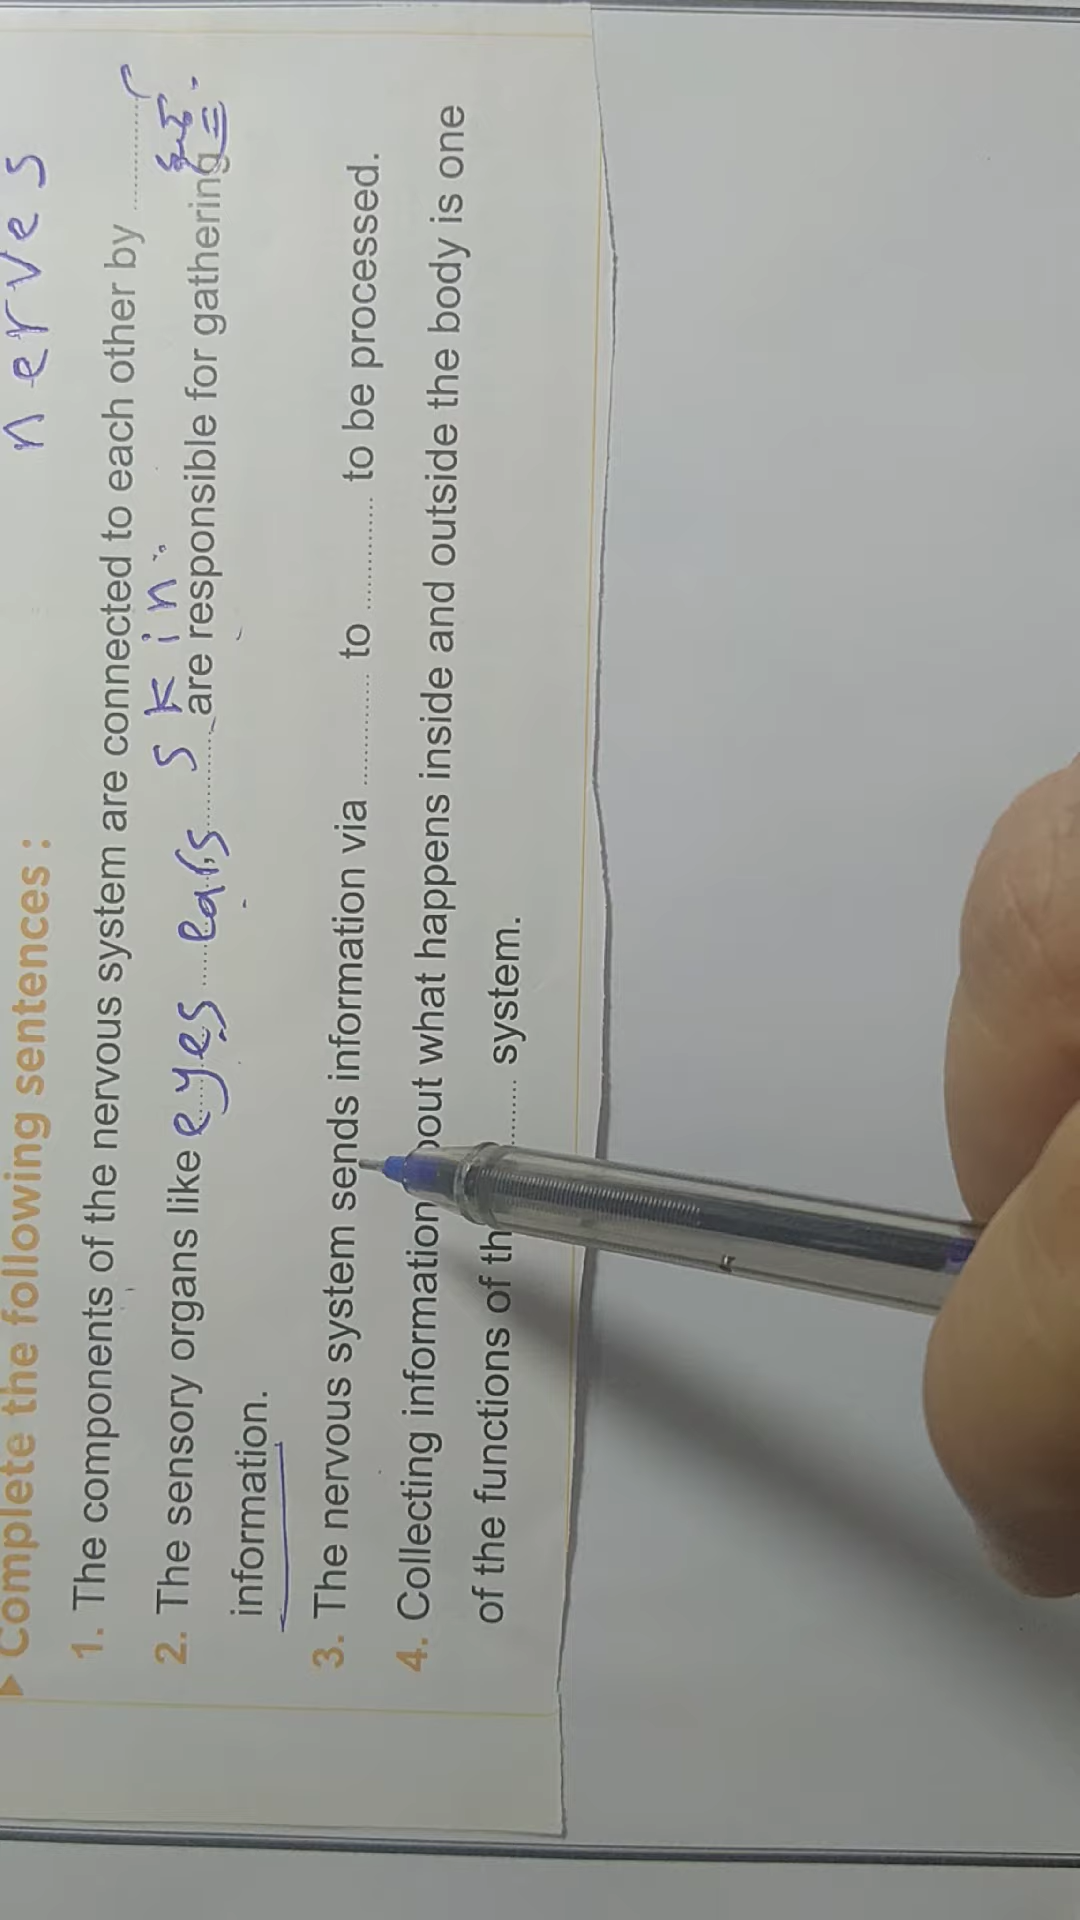 nerves
Complete the following sentences :
1. The components of the nervous system are connected to each other by ............
skin
2. The sensory organs like eyes ears are responsible for gathering
information.
3. The nervous system sends information via ............ to ............ to be processed.
4. Collecting information bout what happens inside and outside the body is one
of the functions of th ........ system.